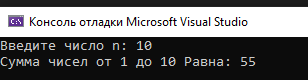 Консоль отладки Microsoft Visual Studio
Введите число n: 10
Сумма чисел от 1 до 10 Равна: 55